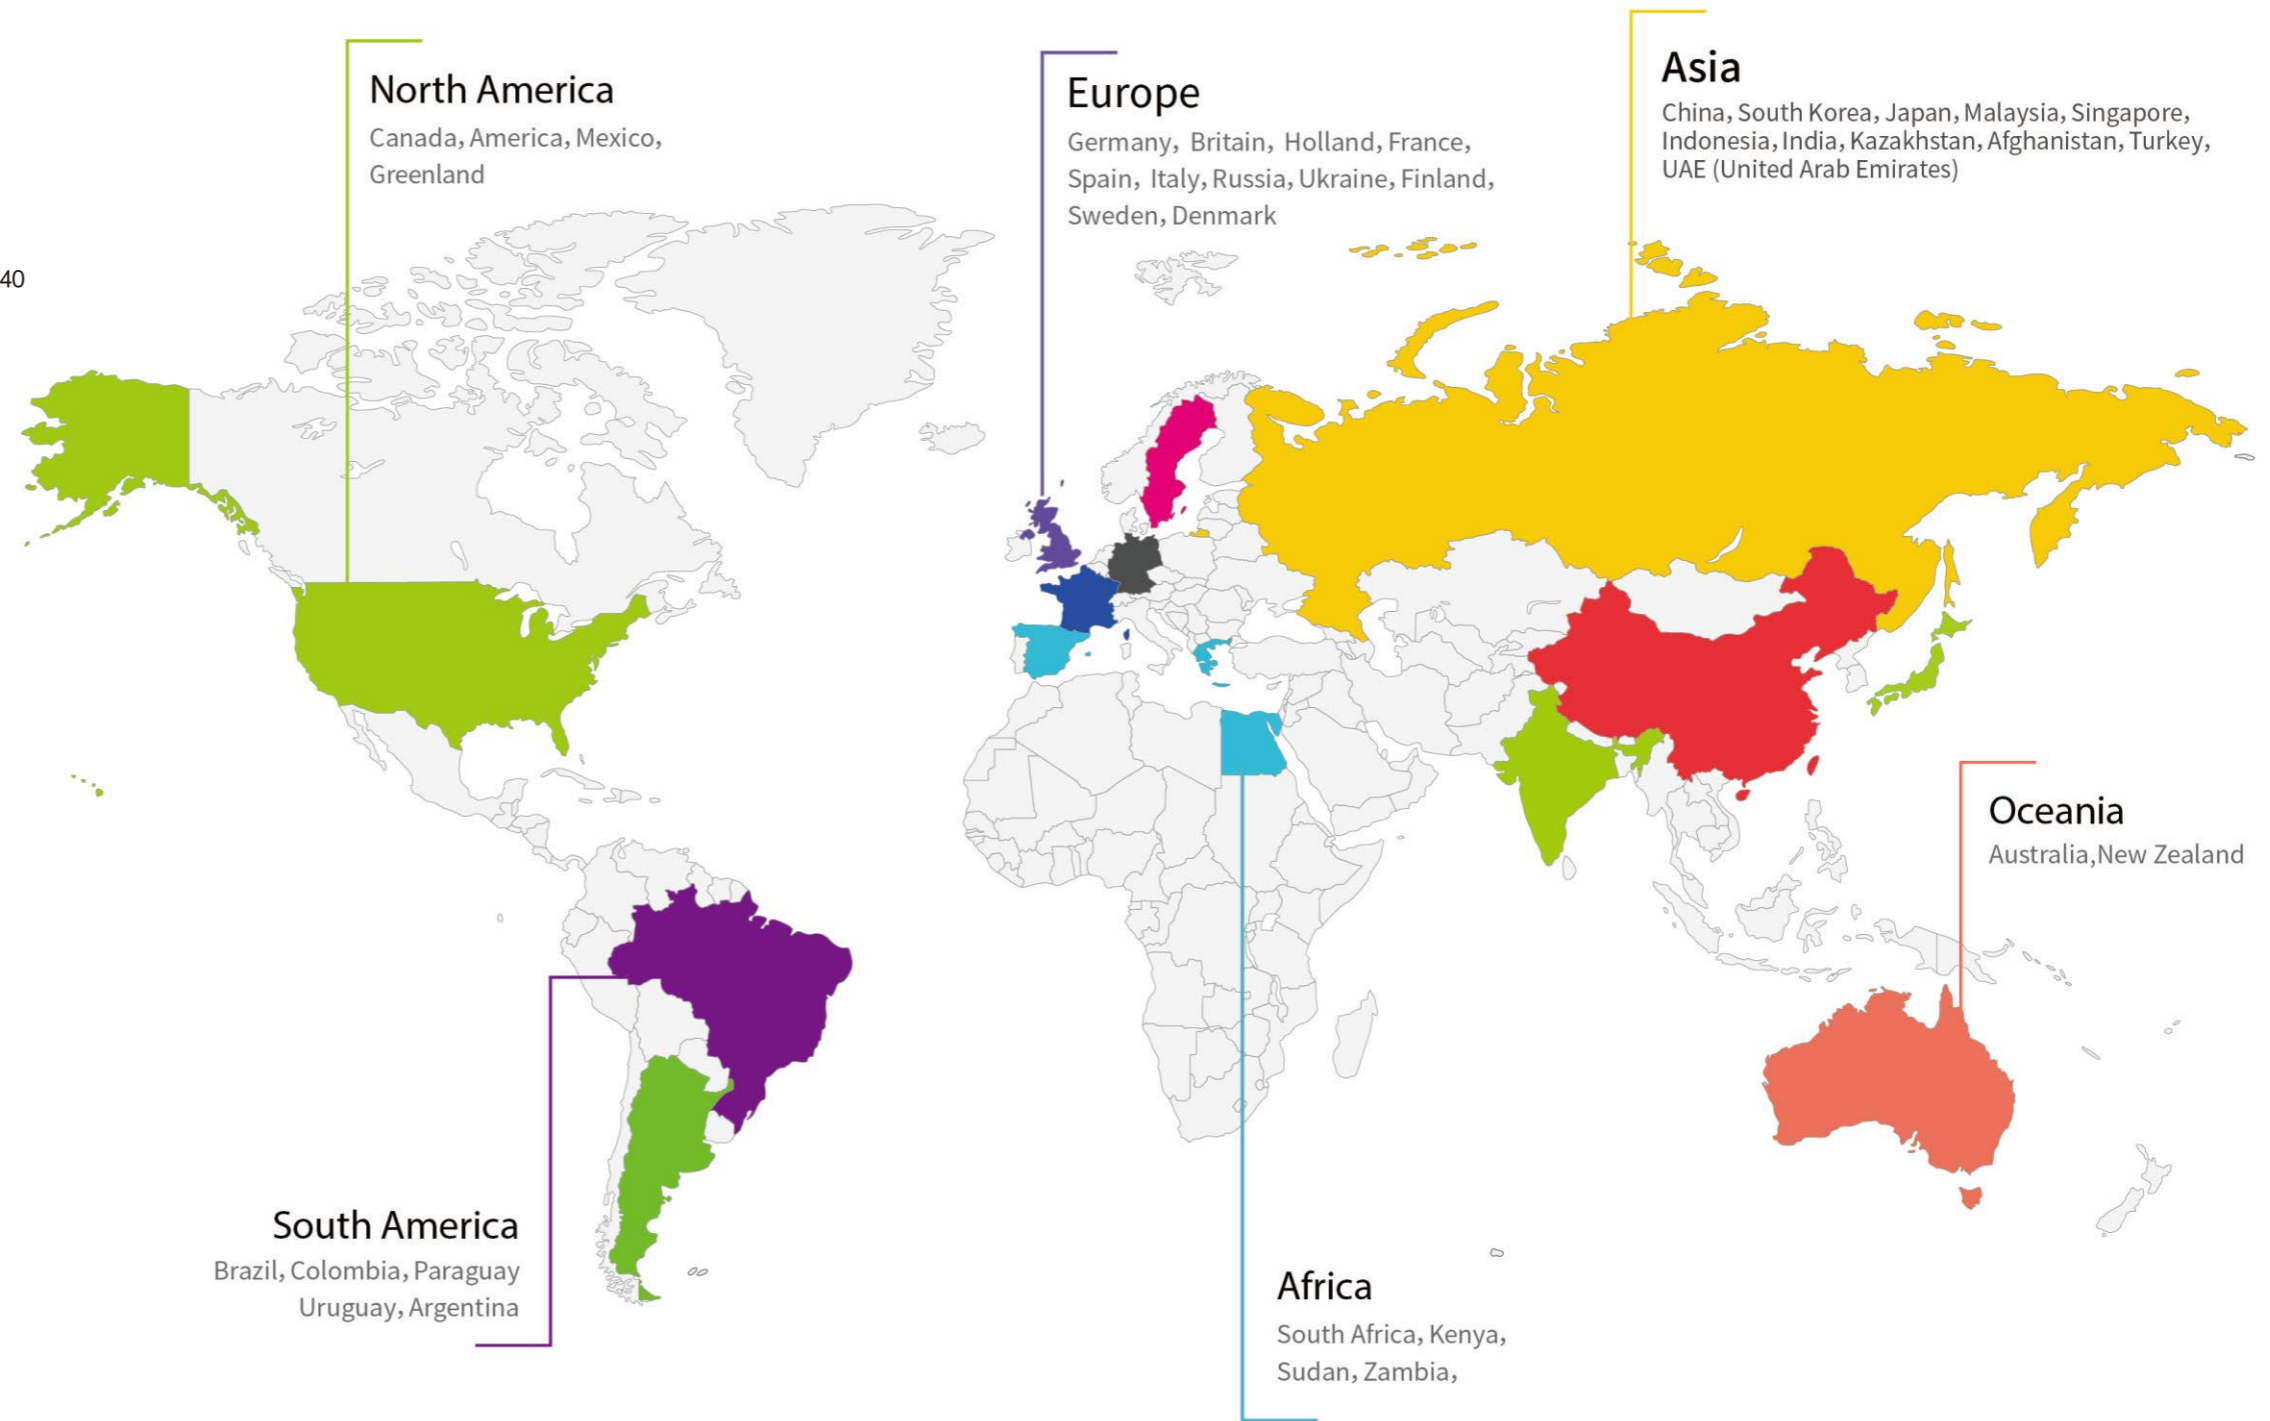 40
North America
Canada, America, Mexico,
Greenland
Europe
Germany, Britain, Holland, France,
Spain, Italy, Russia, Ukraine, Finland,
Sweden, Denmark
Asia
China, South Korea, Japan, Malaysia, Singapore,
Indonesia, India, Kazakhstan, Afghanistan, Turkey,
UAE (United Arab Emirates)
Oceania
Australia,New Zealand
South America
Brazil, Colombia, Paraguay
Uruguay, Argentina
Africa
South Africa, Kenya,
Sudan, Zambia,